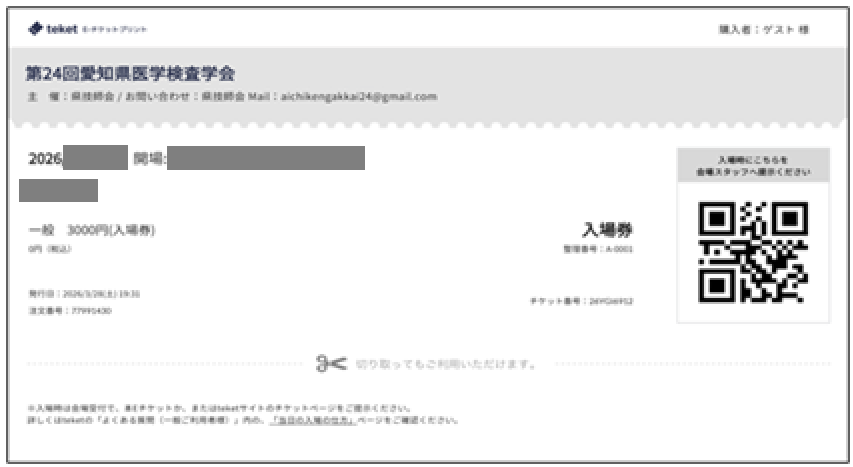 teket E-チケットプリント
購入者：ゲスト 様
第24回愛知県医学検査学会
主　催：県技師会 / お問い合わせ：県技師会 Mail：aichikengakkai24@gmail.com
2026 開場:
入場時にこちらを
会場スタッフへ提示ください
一般　3000円(入場券)
0円（税込）
入場券
管理番号：A-0001
発行日：2026/3/28(土) 19:31
注文番号：77991430
チケット番号：
切り取ってもご利用いただけます。
※入場時は会場受付で、本Eチケットか、またはteketサイトのチケットページをご提示ください。
詳しくはteketの「よくある質問（一般ご利用者様）」内の、「当日の入場の仕方」ページをご確認ください。